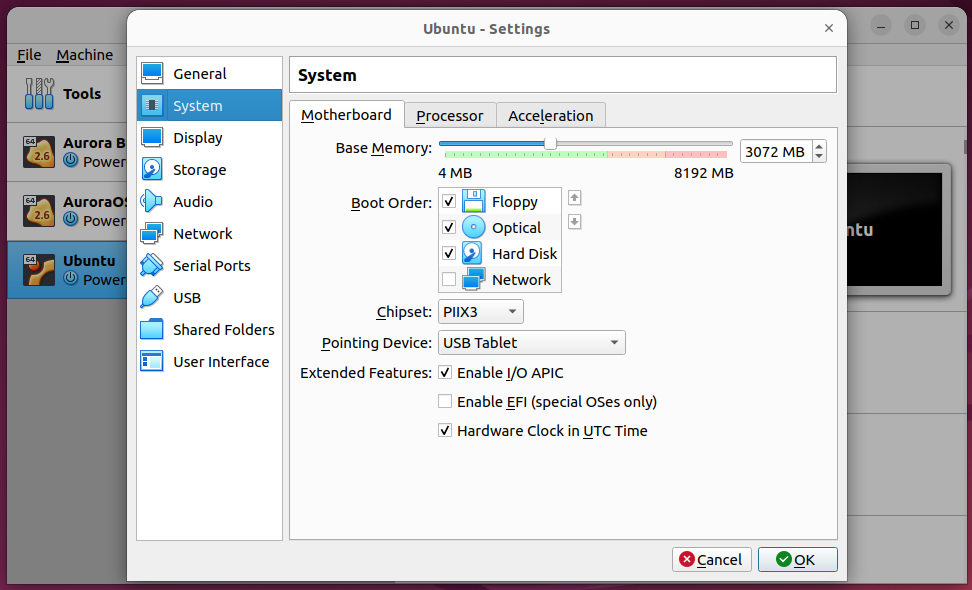 Ubuntu - Settings
File Machine
Tools
64
2.6
Aurora B
Power
64
2.6
AuroraOS
Power
64
Ubuntu
Power
General
System
Display
Storage
Audio
Network
Serial Ports
USB
Shared Folders
User Interface
System
Motherboard Processor Acceleration
Base Memory: 3072 MB
4 MB 8192 MB
Boot Order: Floppy
Optical
Hard Disk
Network
Chipset: PIIX3
Pointing Device: USB Tablet
Extended Features: Enable I/O APIC
Enable EFI (special OSes only)
Hardware Clock in UTC Time
ntu
Cancel OK